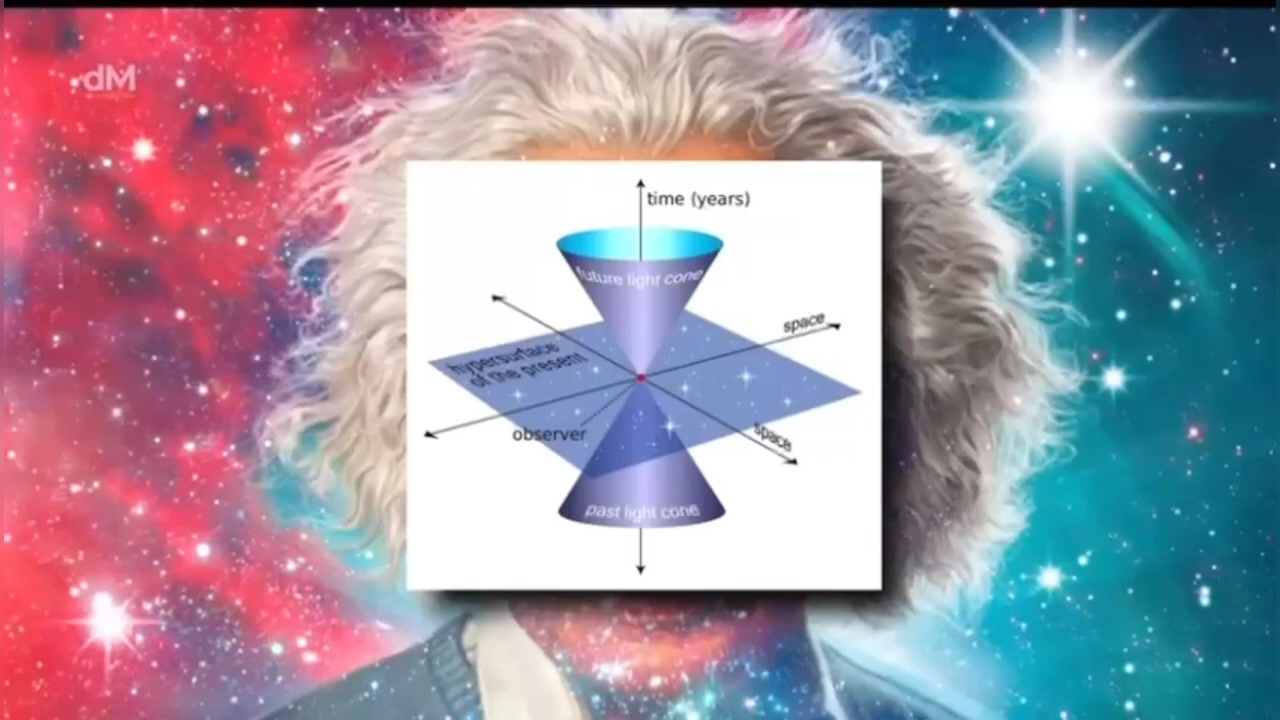 .dM
time (years)
future light cone
space
hypersurface
of the present
observer
space
past light cone